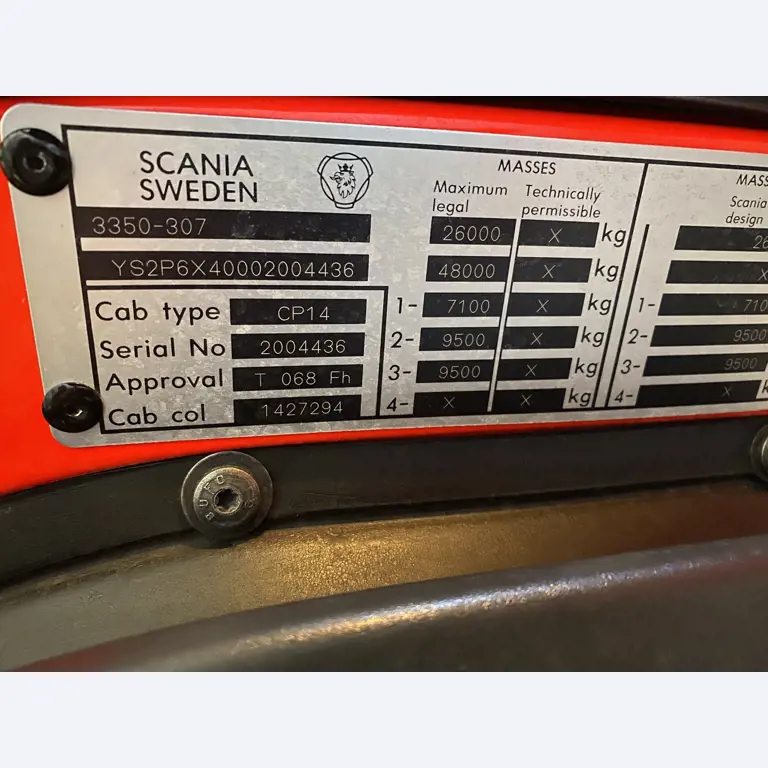 SCANIA
SWEDEN
3350-307
YS2P6X40002004436
Cab type CP14
Serial No 2004436
Approval T 068 Fh
Cab col 1427294
MASSES
Maximum legal Technically permissible
26000 X kg
48000 X kg
1- 7100 X kg
2- 9500 X kg
3- 9500 X kg
4- X X kg
Scania design
1-
2- 9500
3- 9500
4- X